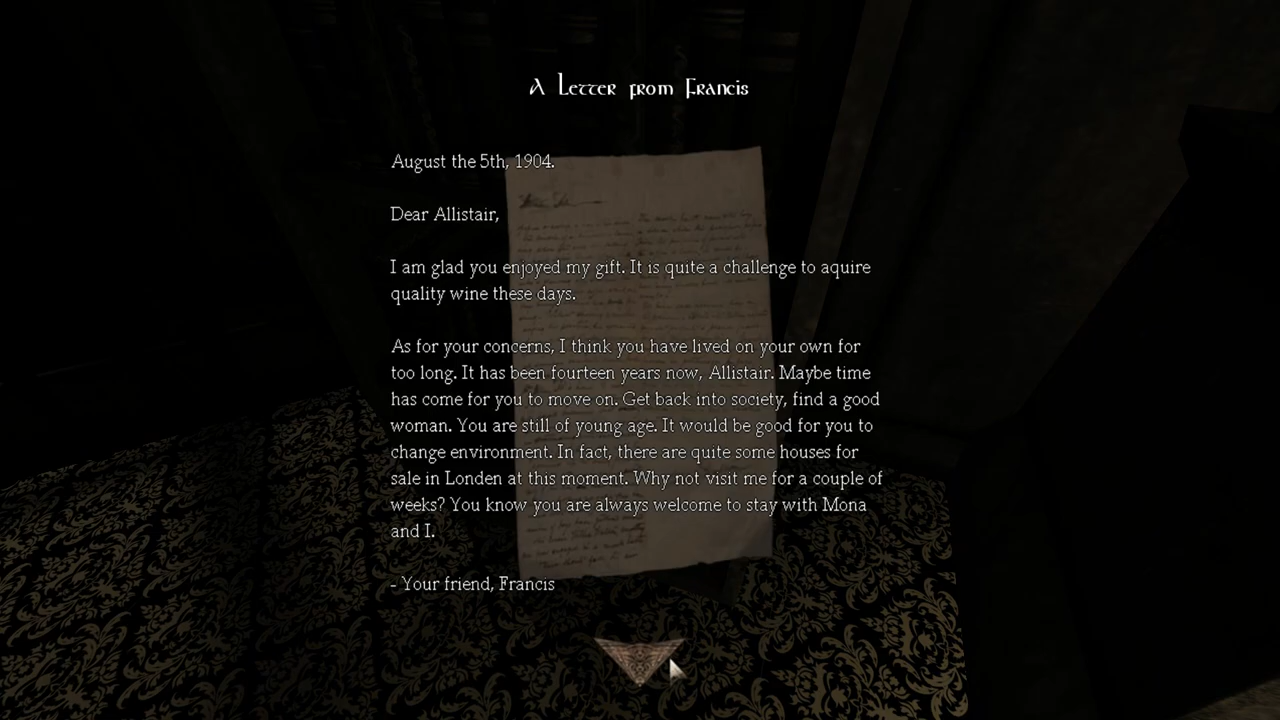 A Letter from Francis
August the 5th, 1904.
Dear Allistair,
I am glad you enjoyed my gift. It is quite a challenge to aquire
quality wine these days.
As for your concerns, I think you have lived on your own for
too long. It has been fourteen years now, Allistair. Maybe time
has come for you to move on. Get back into society, find a good
woman. You are still of young age. It would be good for you to
change environment. In fact, there are quite some houses for
sale in Londen at this moment. Why not visit me for a couple of
weeks? You know you are always welcome to stay with Mona
and I.
- Your friend, Francis